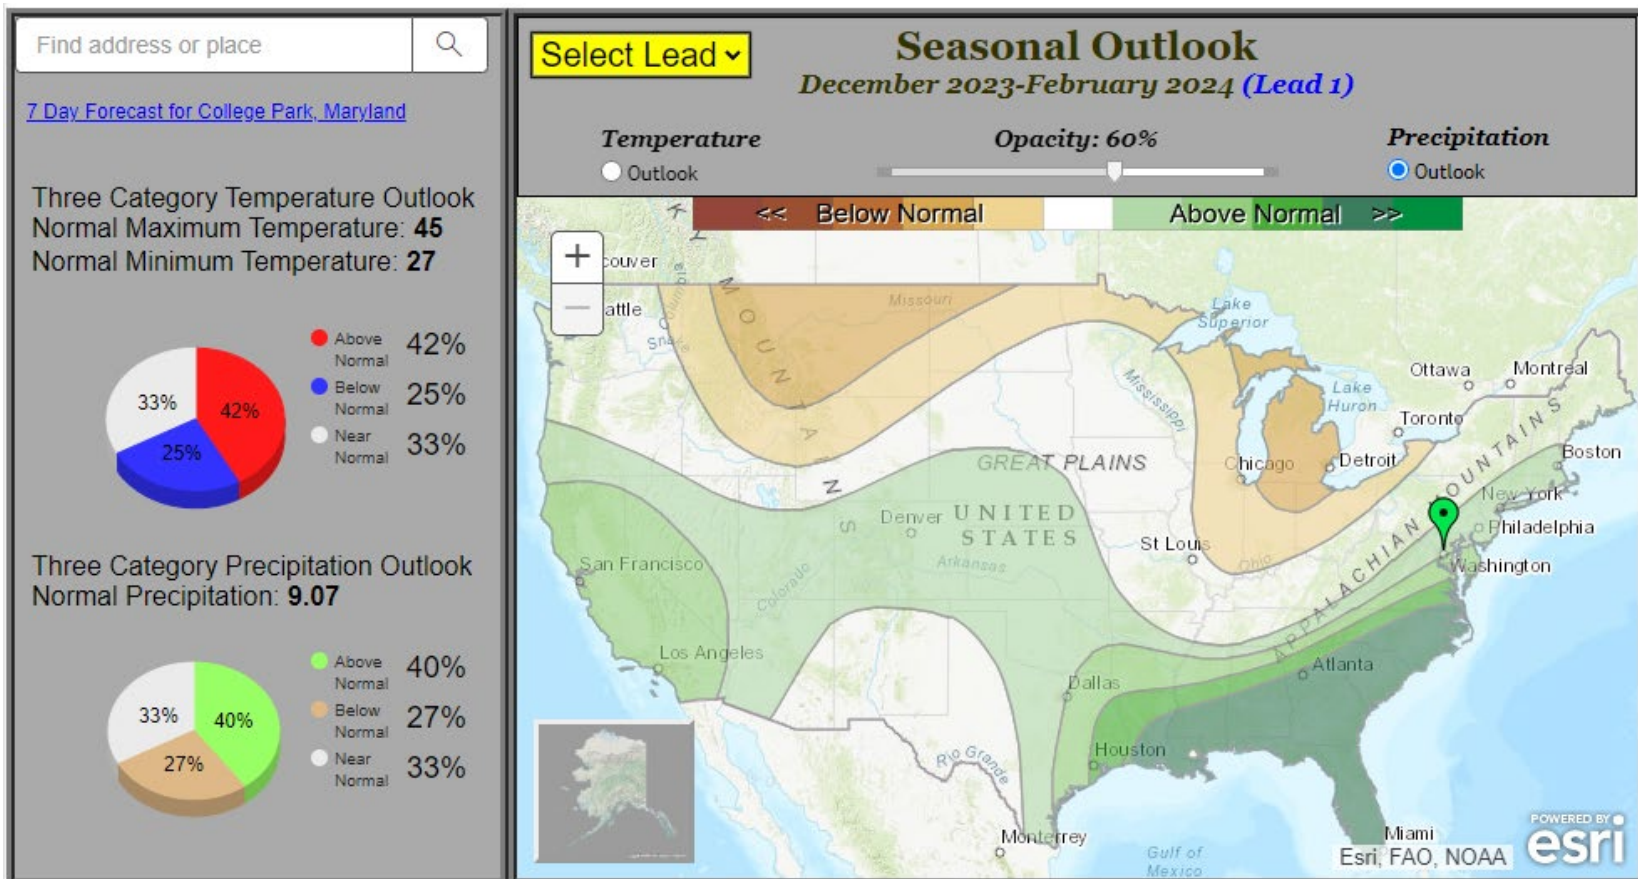 Find address or place
7 Day Forecast for College Park, Maryland
Three Category Temperature Outlook
Normal Maximum Temperature: 45
Normal Minimum Temperature: 27
33%
42%
25%
Above Normal
42%
Below Normal
25%
Near Normal
33%
Three Category Precipitation Outlook
Normal Precipitation: 9.07
33%
40%
27%
Above Normal
40%
Below Normal
27%
Near Normal
33%
Select Lead
Seasonal Outlook
December 2023-February 2024 (Lead 1)
Temperature
Outlook
Opacity: 60%
Precipitation
Outlook
<< Below Normal
Above Normal >>
+
−
couver
attle
Columbia
Snake
MOUNTAINS
Missouri
Lake Superior
Mississippi
Ottawa
Montreal
Lake Huron
Toronto
Chicago
Detroit
Boston
GREAT PLAINS
New York
Philadelphia
Denver
UNITED STATES
St Louis
Ohio
Washington
APPALACHIAN MOUNTAINS
San Francisco
Colorado
Arkansas
Los Angeles
Dallas
Atlanta
Houston
Rio Grande
Monterrey
Gulf of Mexico
Miami
Esri, FAO, NOAA
POWERED BY
esri